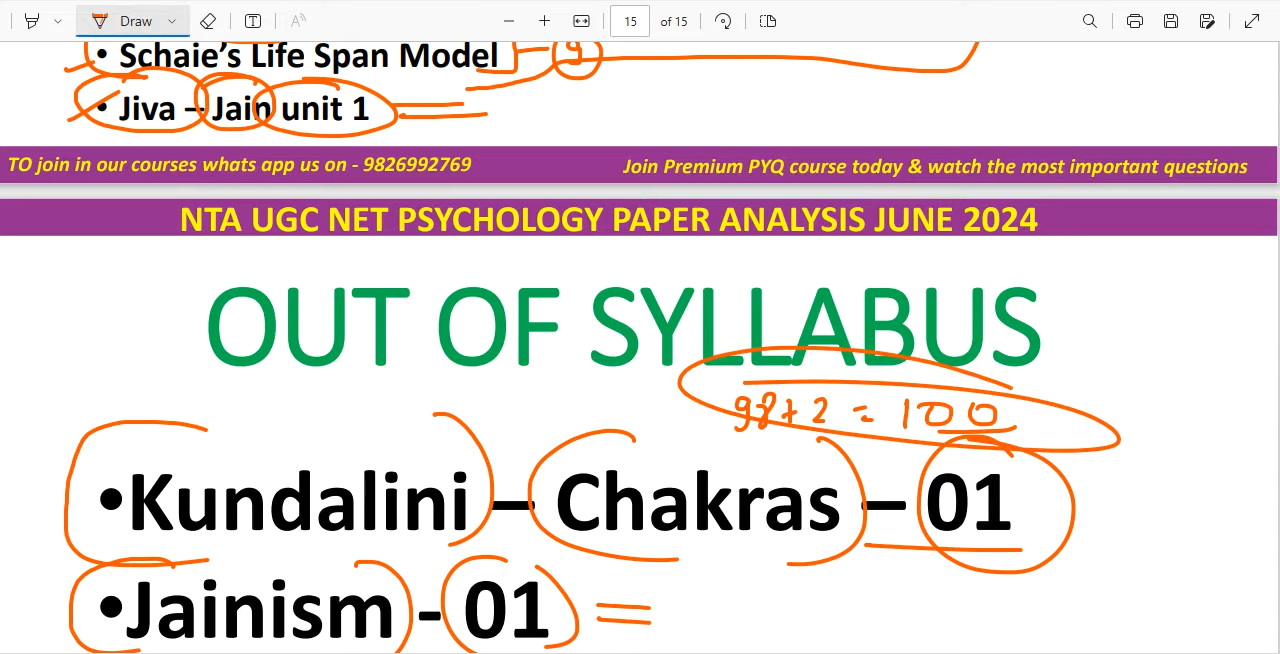 Draw
15 of 15
• Schaie's Life Span Model 9
• Jiva – Jain unit 1
TO join in our courses whats app us on - 9826992769 Join Premium PYQ course today & watch the most important questions
NTA UGC NET PSYCHOLOGY PAPER ANALYSIS JUNE 2024
OUT OF SYLLABUS
98+2 = 100
•Kundalini – Chakras – 01
•Jainism - 01 =